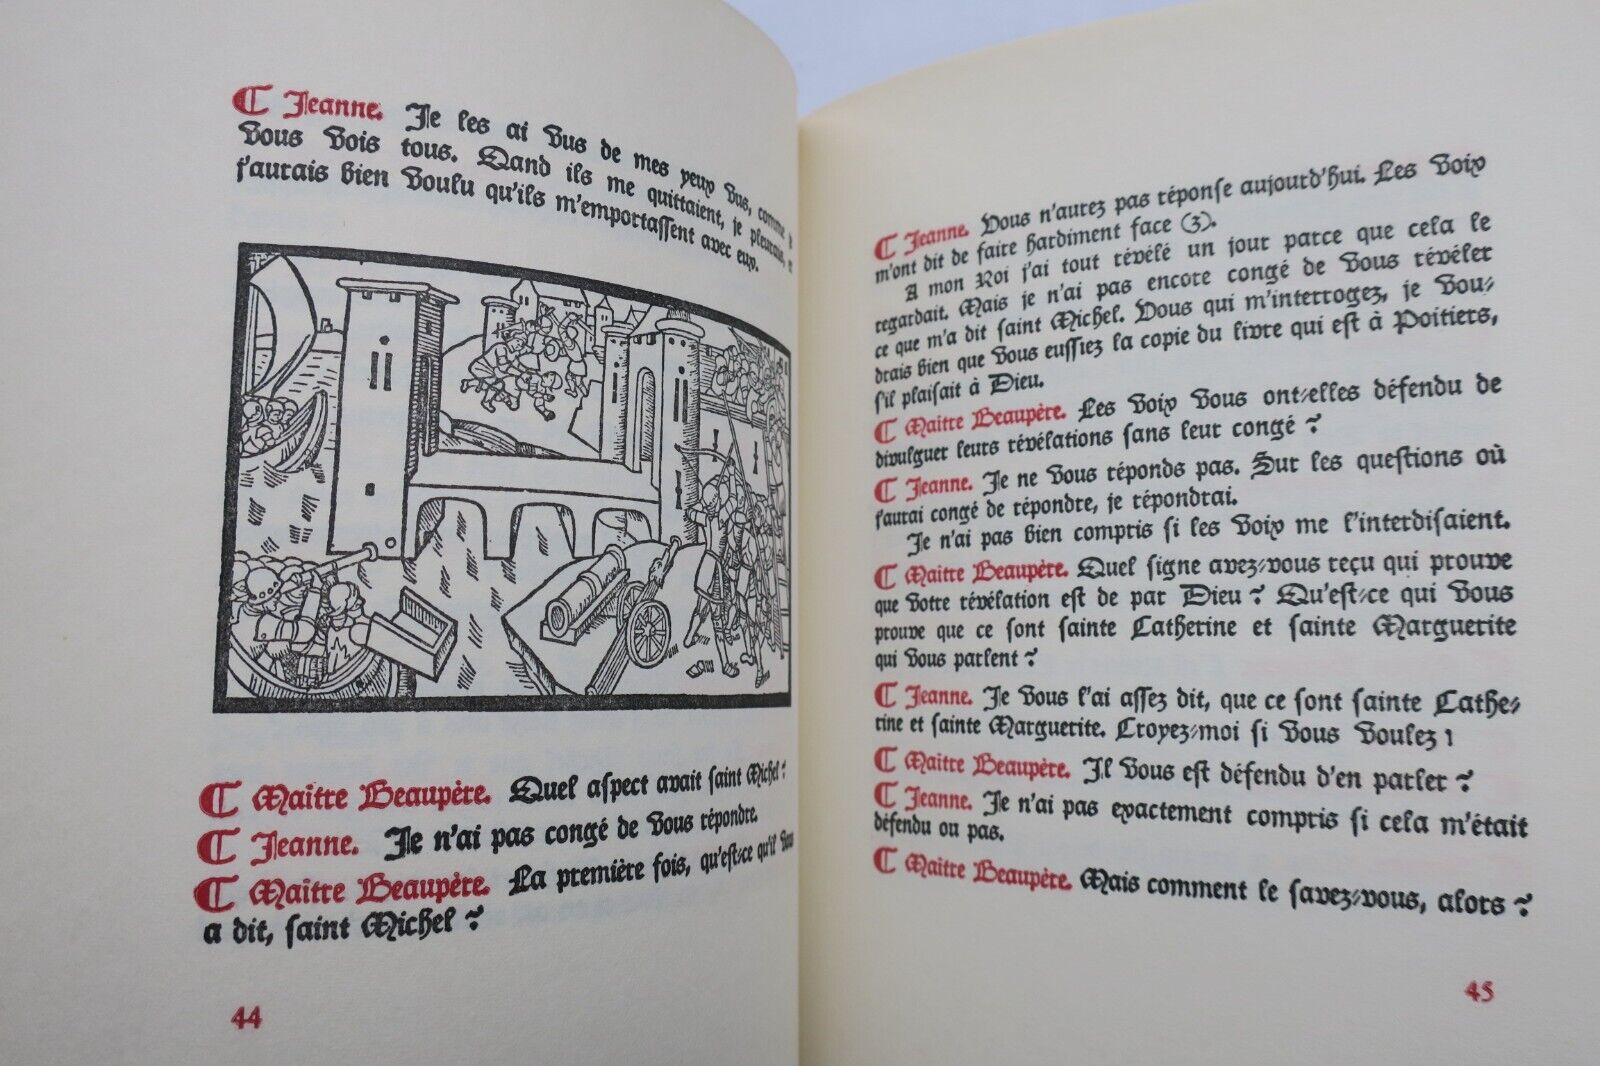 ℂ Jeanne. Je les ai Vus de mes yeux Vus, comme je
Vous Vois tous. Qand ils me quittaient, je pleurais, et
j'aurais bien Voulu qu'ils m'emportassent avec eux.
ℂ Maître Beaupère. Quel aspect avait saint Michel ?
ℂ Jeanne. Je n'ai pas congé de Vous répondre.
ℂ Maître Beaupère. La première fois, qu'est-ce qu'il Vous
a dit, saint Michel ?
44
ℂ Jeanne. Vous n'aurez pas réponse aujourd'hui. Les Voix
m'ont dit de faire hardiment face (3).
A mon Roi j'ai tout révélé un jour parce que cela le
regardait. Mais je n'ai pas encore congé de Vous révéler
ce que m'a dit saint Michel. Vous qui m'interrogez, je Vou-
drais bien que Vous eussiez la copie du livre qui est à Poitiers,
s'il plaisait à Dieu.
ℂ Maître Beaupère. Les Voix Vous ont-elles défendu de
divulguer leurs révélations sans leur congé ?
ℂ Jeanne. Je ne Vous réponds pas. Sur les questions où
j'aurai congé de répondre, je répondrai.
Je n'ai pas bien compris si les Voix me l'interdisaient.
ℂ Maître Beaupère. Quel signe avez-vous reçu qui prouve
que Votre révélation est de par Dieu ? Qu'est-ce qui Vous
prouve que ce sont sainte Catherine et sainte Marguerite
qui Vous parlent ?
ℂ Jeanne. Je Vous l'ai assez dit, que ce sont sainte Cathe-
rine et sainte Marguerite. Croyez-moi si Vous Voulez !
ℂ Maître Beaupère. Il Vous est défendu d'en parler ?
ℂ Jeanne. Je n'ai pas exactement compris si cela m'était
défendu ou pas.
ℂ Maître Beaupère. Mais comment le savez-vous, alors ?
45